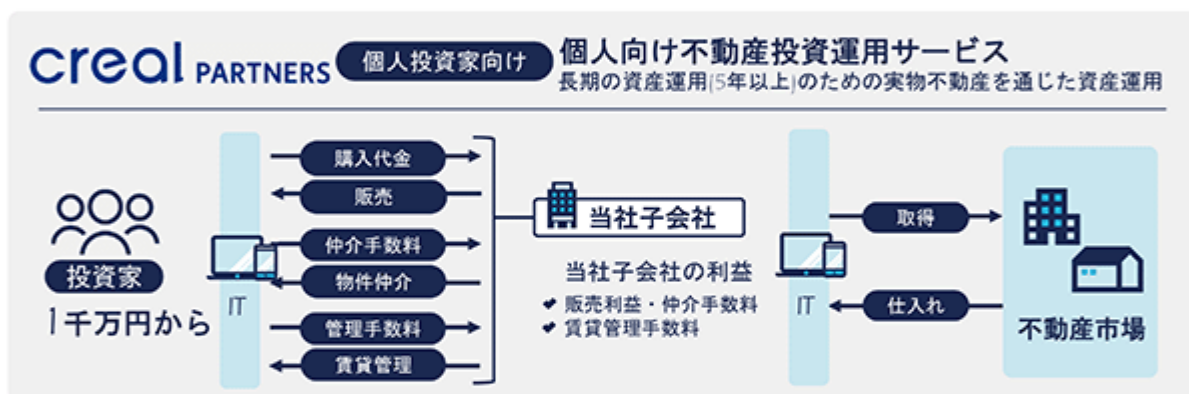 creal PARTNERS
個人投資家向け
個人向け不動産投資運用サービス
長期の資産運用(5年以上)のための実物不動産を通じた資産運用
投資家
1千万円から
IT
購入代金
販売
仲介手数料
物件仲介
管理手数料
賃貸管理
当社子会社
当社子会社の利益
✔ 販売利益・仲介手数料
✔ 賃貸管理手数料
IT
取得
仕入れ
不動産市場